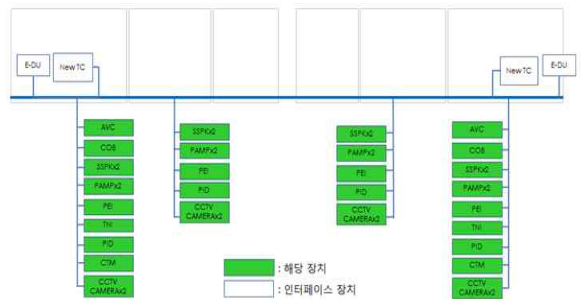 E-DU
New TC
New TC
E-DU
AVC
COB
SSPKx2
PAMPx2
PEI
TNI
PID
CTM
CCTV
CAMERAx2
SSPKx2
PAMPx2
PEI
PID
CCTV
CAMERAx2
SSPKx2
PAMPx2
PEI
PID
CCTV
CAMERAx2
AVC
COB
SSPKx2
PAMPx2
PEI
TNI
PID
CTM
CCTV
CAMERAx2
: 해당 장치
: 인터페이스 장치